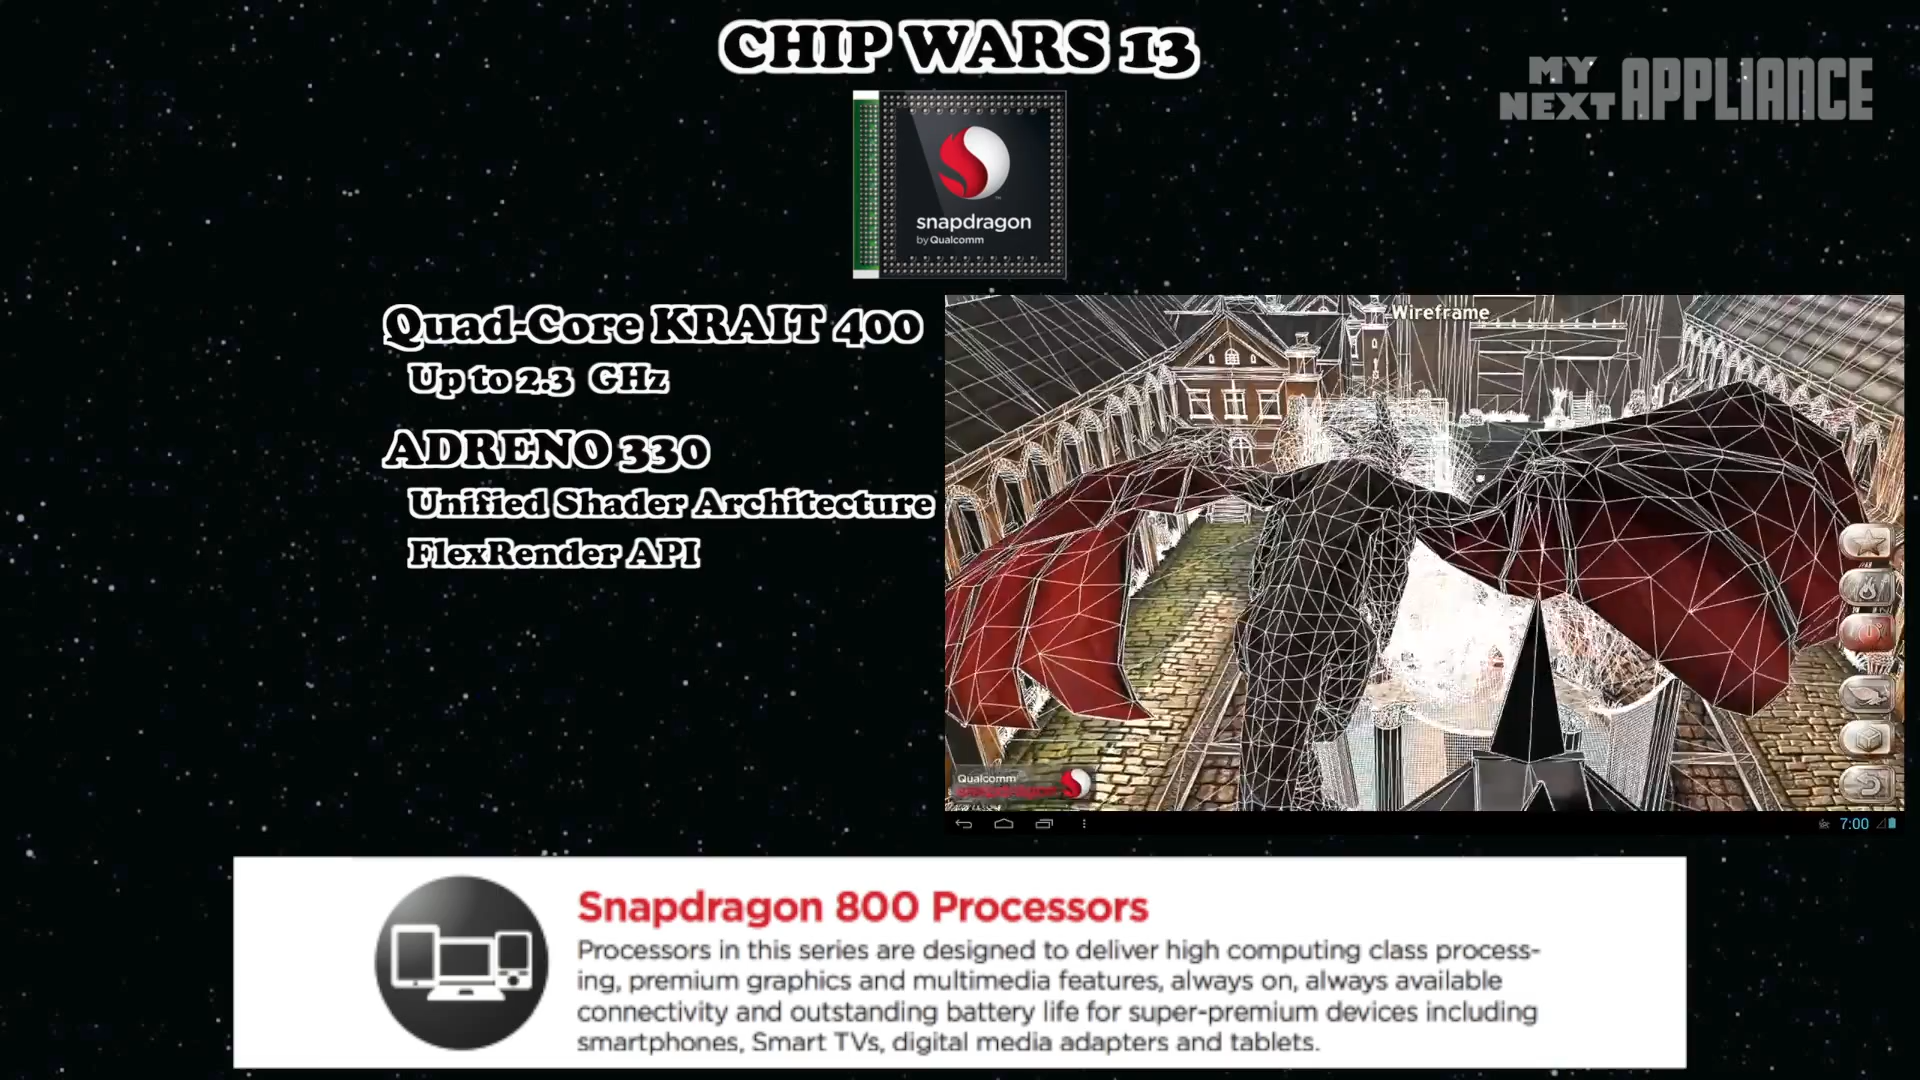 CHIP WARS 13
MY NEXT APPLIANCE
snapdragon
by Qualcomm
Quad-Core KRAIT 400
Up to 2.3 GHz
ADRENO 330
Unified Shader Architecture
FlexRender API
Wireframe
Qualcomm
snapdragon
7:00
Snapdragon 800 Processors
Processors in this series are designed to deliver high computing class process-
ing, premium graphics and multimedia features, always on, always available
connectivity and outstanding battery life for super-premium devices including
smartphones, Smart TVs, digital media adapters and tablets.